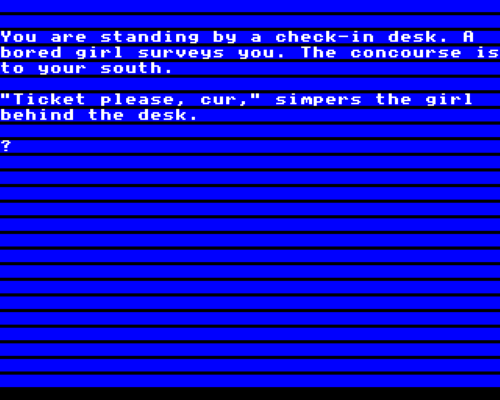 You are standing by a check-in desk. A
bored girl surveys you. The concourse is
to your south.
"Ticket please, cur," simpers the girl
behind the desk.
?